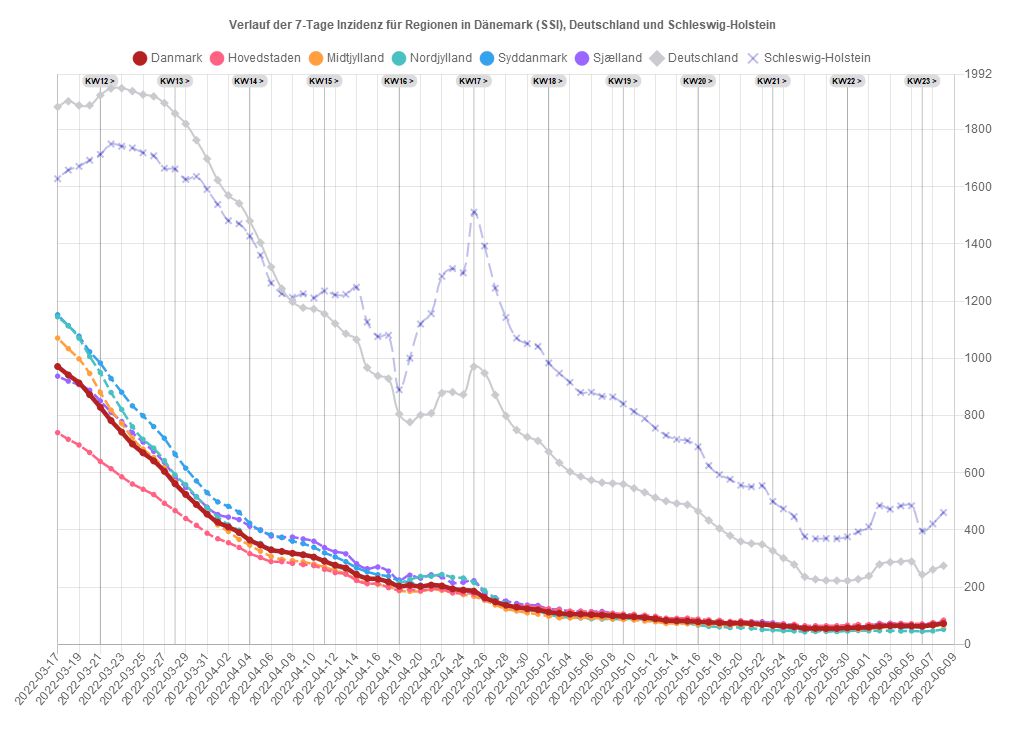 Verlauf der 7-Tage Inzidenz für Regionen in Dänemark (SSI), Deutschland und Schleswig-Holstein
Danmark Hovedstaden Midtjylland Nordjylland Syddanmark Sjælland Deutschland Schleswig-Holstein
KW12 > KW13 > KW14 > KW15 > KW16 > KW17 > KW18 > KW19 > KW20 > KW21 > KW22 > KW23 >
1992
1800
1600
1400
1200
1000
800
600
400
200
0
2022-03-17 2022-03-19 2022-03-21 2022-03-23 2022-03-25 2022-03-27 2022-03-29 2022-03-31 2022-04-02 2022-04-04 2022-04-06 2022-04-08 2022-04-10 2022-04-12 2022-04-14 2022-04-16 2022-04-18 2022-04-20 2022-04-22 2022-04-24 2022-04-26 2022-04-28 2022-04-30 2022-05-02 2022-05-04 2022-05-06 2022-05-08 2022-05-10 2022-05-12 2022-05-14 2022-05-16 2022-05-18 2022-05-20 2022-05-22 2022-05-24 2022-05-26 2022-05-28 2022-05-30 2022-06-01 2022-06-03 2022-06-05 2022-06-07 2022-06-09